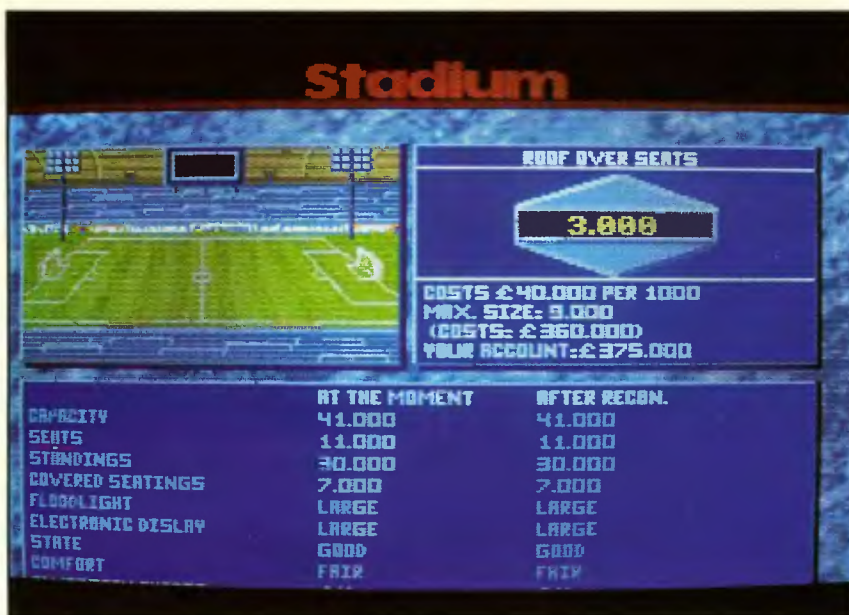 Stadium
ROOF OVER SEATS
3.000
COSTS £40.000 PER 1000
MAX. SIZE: 9.000
(COSTS: £360.000)
YOUR ACCOUNT:£375.000
AT THE MOMENT AFTER RECON.
CAPACITY 41.000 41.000
SEATS 11.000 11.000
STANDINGS 30.000 30.000
COVERED SEATINGS 7.000 7.000
FLOODLIGHT LARGE LARGE
ELECTRONIC DISLAY LARGE LARGE
STATE GOOD GOOD
COMFORT FAIR FAIR